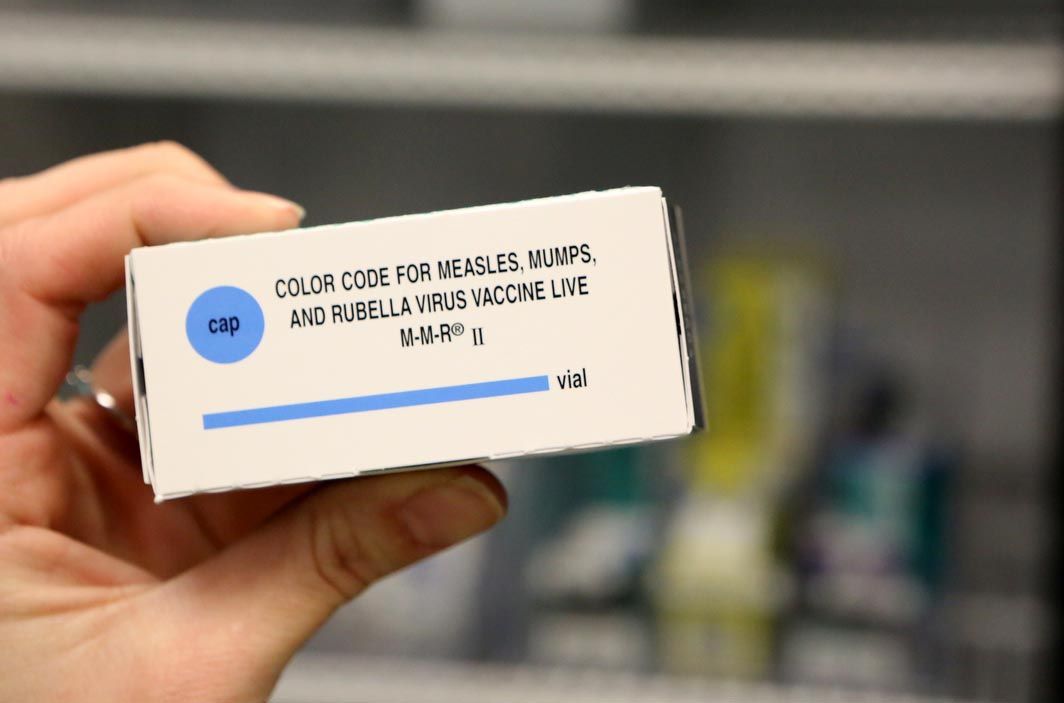 cap
COLOR CODE FOR MEASLES, MUMPS,
AND RUBELLA VIRUS VACCINE LIVE
M-M-R® II
vial